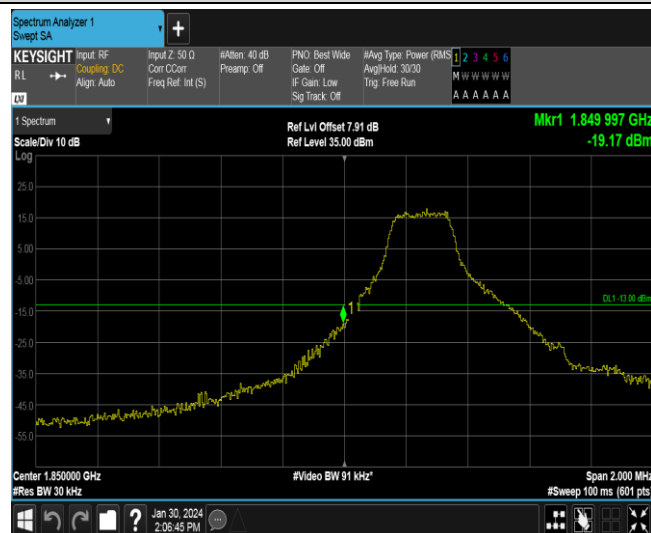 Spectrum Analyzer 1
Swept SA
+
KEYSIGHT
RL
Input: RF
Coupling: DC
Align: Auto
Input Z: 50 Ω
Corr CCorr
Freq Ref: Int (S)
#Atten: 40 dB
Preamp: Off
PNO: Best Wide
Gate: Off
IF Gain: Low
Sig Track: Off
#Avg Type: Power (RMS
Avg|Hold: 30/30
Trig: Free Run
1 2 3 4 5 6
M W W W W W
A A A A A A
LXI
1 Spectrum
Scale/Div 10 dB
Ref Lvl Offset 7.91 dB
Ref Level 35.00 dBm
Mkr1 1.849 997 GHz
-19.17 dBm
Log
25.0
15.0
5.00
-5.00
DL1 -13.00 dBm
-15.0
1
-25.0
-35.0
-45.0
-55.0
Center 1.850000 GHz
#Res BW 30 kHz
#Video BW 91 kHz*
Span 2.000 MHz
#Sweep 100 ms (601 pts)
?
Jan 30, 2024
2:06:45 PM